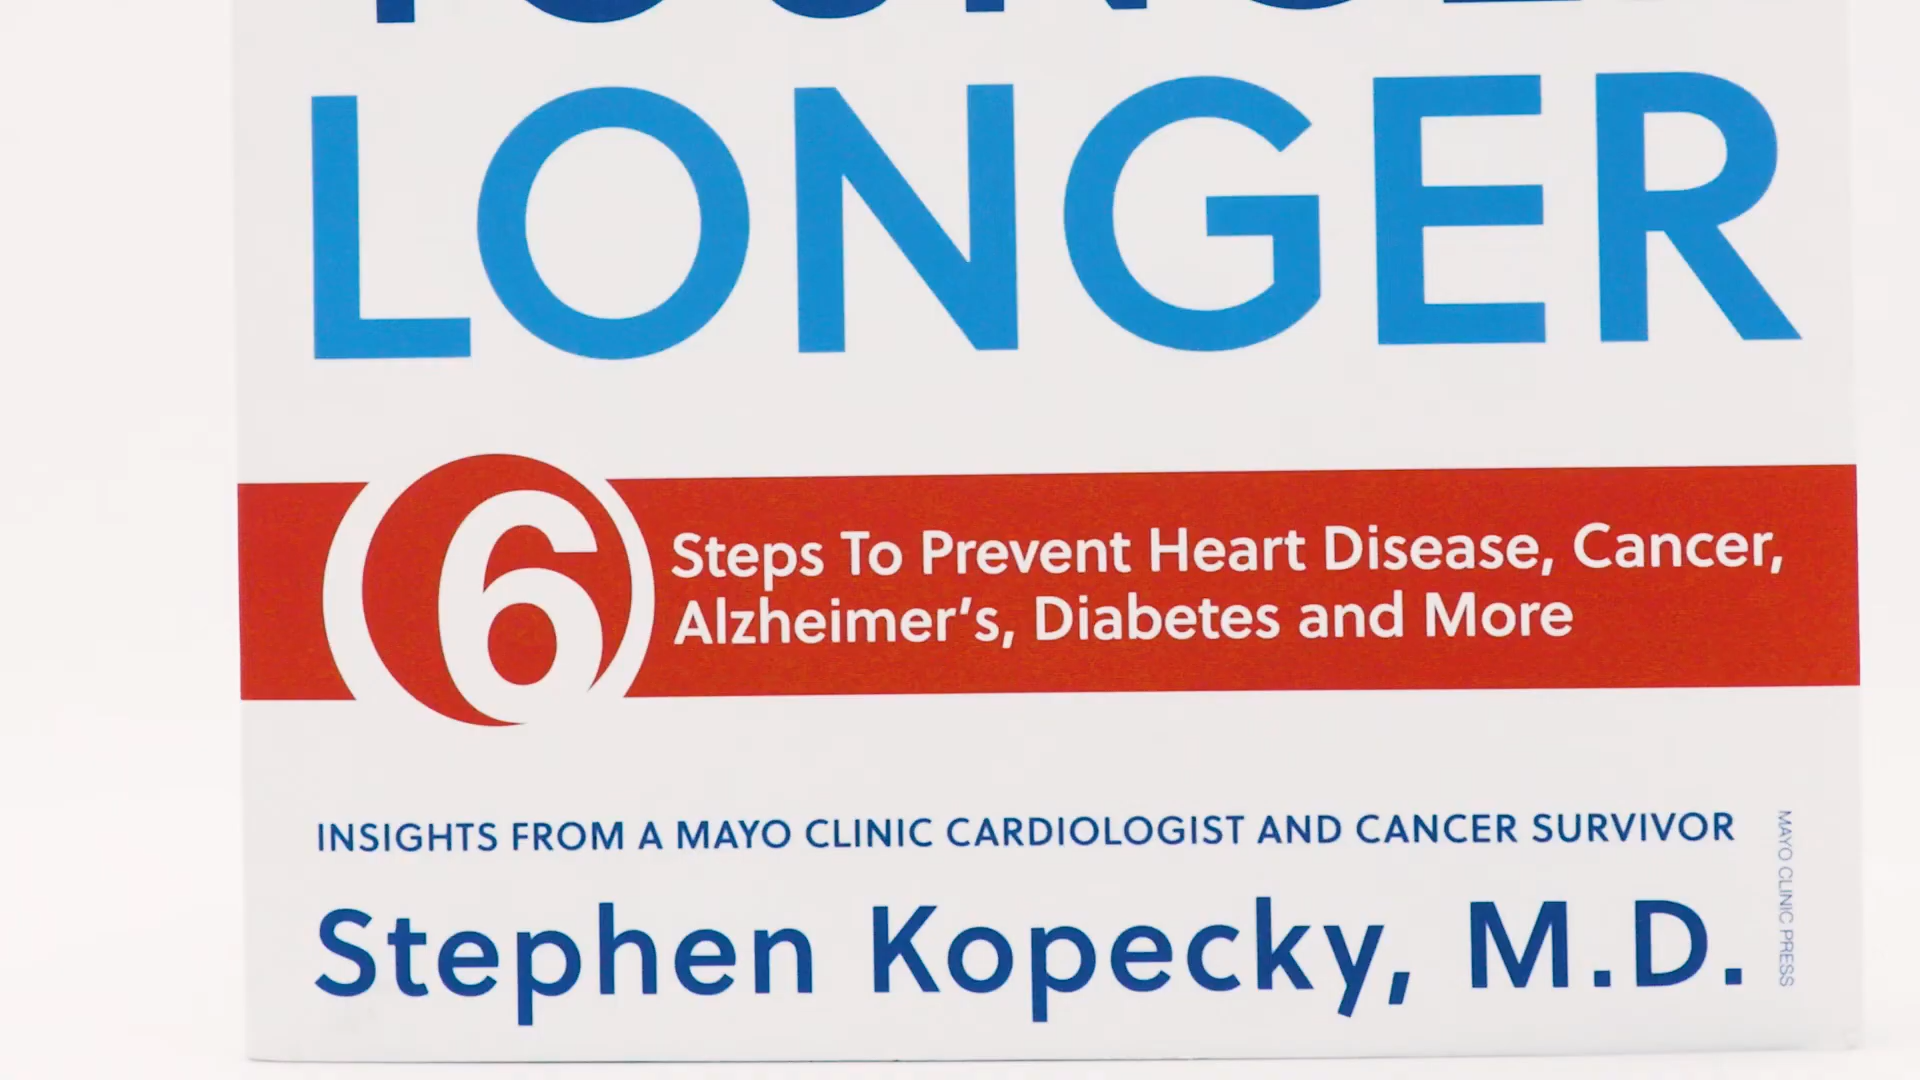 YOUNGER
LONGER
6
Steps To Prevent Heart Disease, Cancer,
Alzheimer's, Diabetes and More
INSIGHTS FROM A MAYO CLINIC CARDIOLOGIST AND CANCER SURVIVOR
Stephen Kopecky, M.D.
MAYO CLINIC PRESS